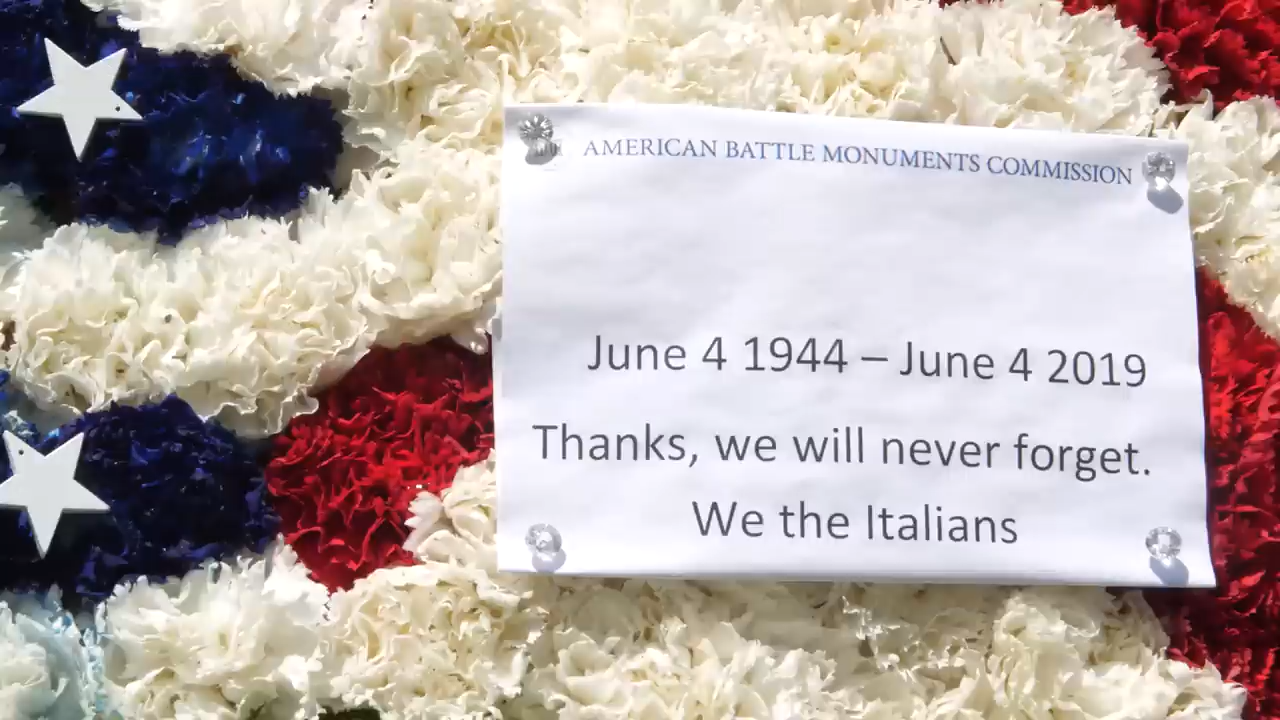 AMERICAN BATTLE MONUMENTS COMMISSION
June 4 1944 – June 4 2019
Thanks, we will never forget.
We the Italians